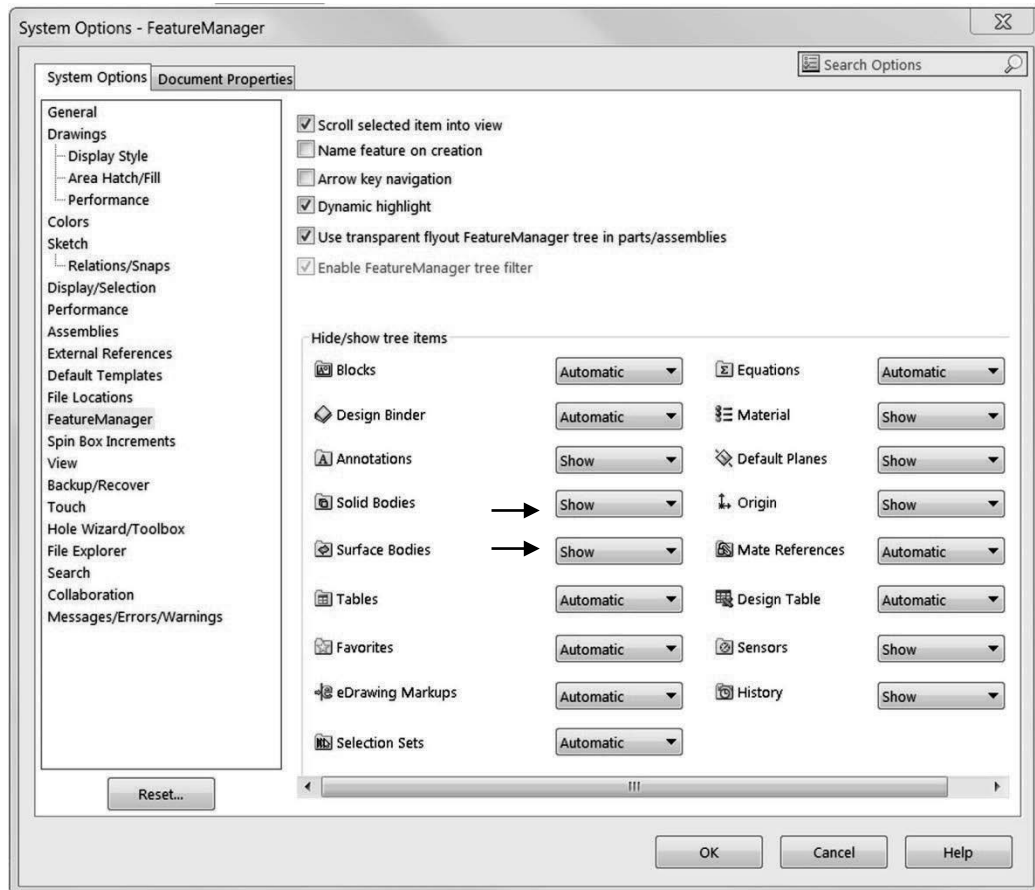 System Options - FeatureManager
Search Options
System Options Document Properties
General
Drawings
Display Style
Area Hatch/Fill
Performance
Colors
Sketch
Relations/Snaps
Display/Selection
Performance
Assemblies
External References
Default Templates
File Locations
FeatureManager
Spin Box Increments
View
Backup/Recover
Touch
Hole Wizard/Toolbox
File Explorer
Search
Collaboration
Messages/Errors/Warnings
Reset...
Scroll selected item into view
Name feature on creation
Arrow key navigation
Dynamic highlight
Use transparent flyout FeatureManager tree in parts/assemblies
Enable FeatureManager tree filter
Hide/show tree items
Blocks Automatic Equations Automatic
Design Binder Automatic Material Show
Annotations Show Default Planes Show
Solid Bodies Show Origin Show
Surface Bodies Show Mate References Automatic
Tables Automatic Design Table Automatic
Favorites Automatic Sensors Show
eDrawing Markups Automatic History Show
Selection Sets Automatic
OK Cancel Help